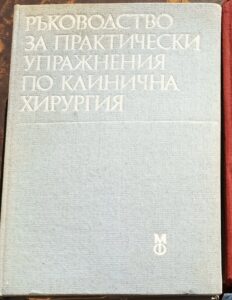 РЪКОВОДСТВО
ЗА ПРАКТИЧЕСКИ
УПРАЖНЕНИЯ
ПО КЛИНИЧНА
ХИРУРГИЯ
МФ